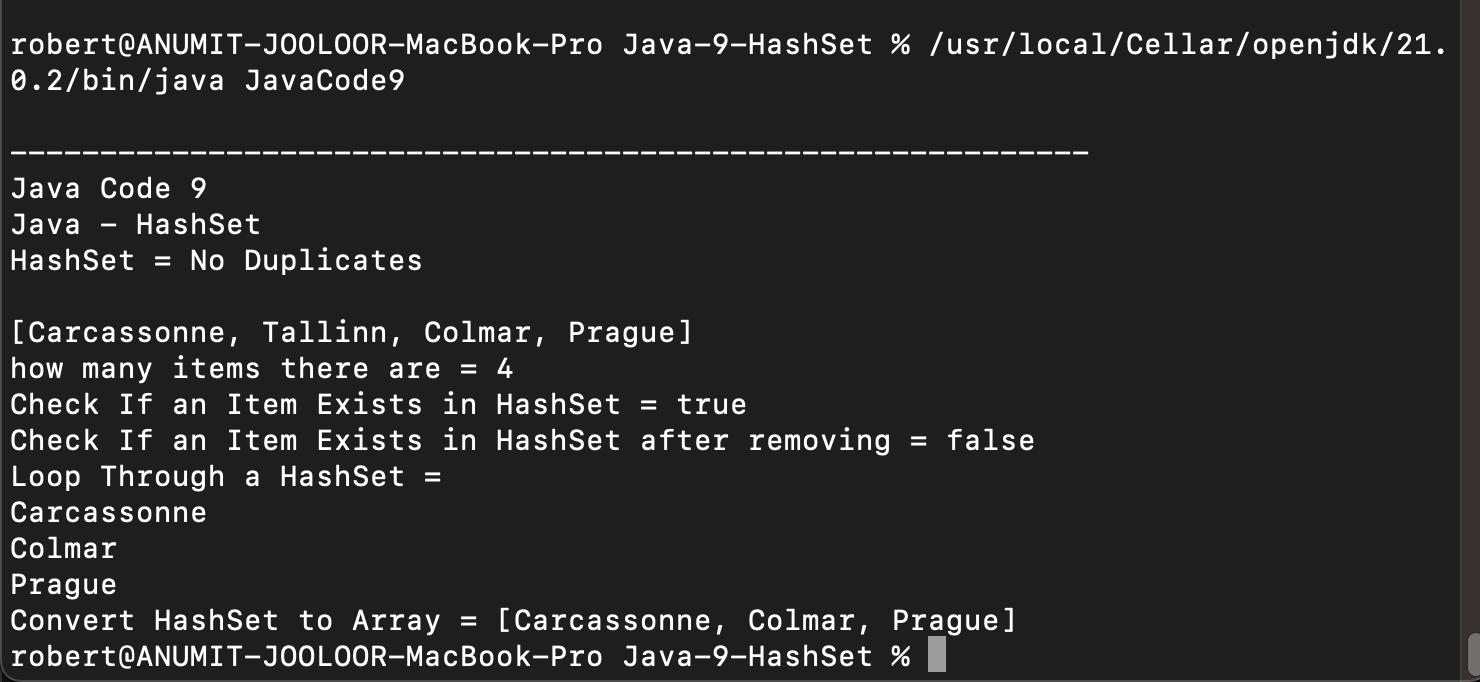 robert@ANUMIT-JOOLOOR-MacBook-Pro Java-9-HashSet % /usr/local/Cellar/openjdk/21.
0.2/bin/java JavaCode9
------------------------------------------------------------
Java Code 9
Java - HashSet
HashSet = No Duplicates
[Carcassonne, Tallinn, Colmar, Prague]
how many items there are = 4
Check If an Item Exists in HashSet = true
Check If an Item Exists in HashSet after removing = false
Loop Through a HashSet =
Carcassonne
Colmar
Prague
Convert HashSet to Array = [Carcassonne, Colmar, Prague]
robert@ANUMIT-JOOLOOR-MacBook-Pro Java-9-HashSet %